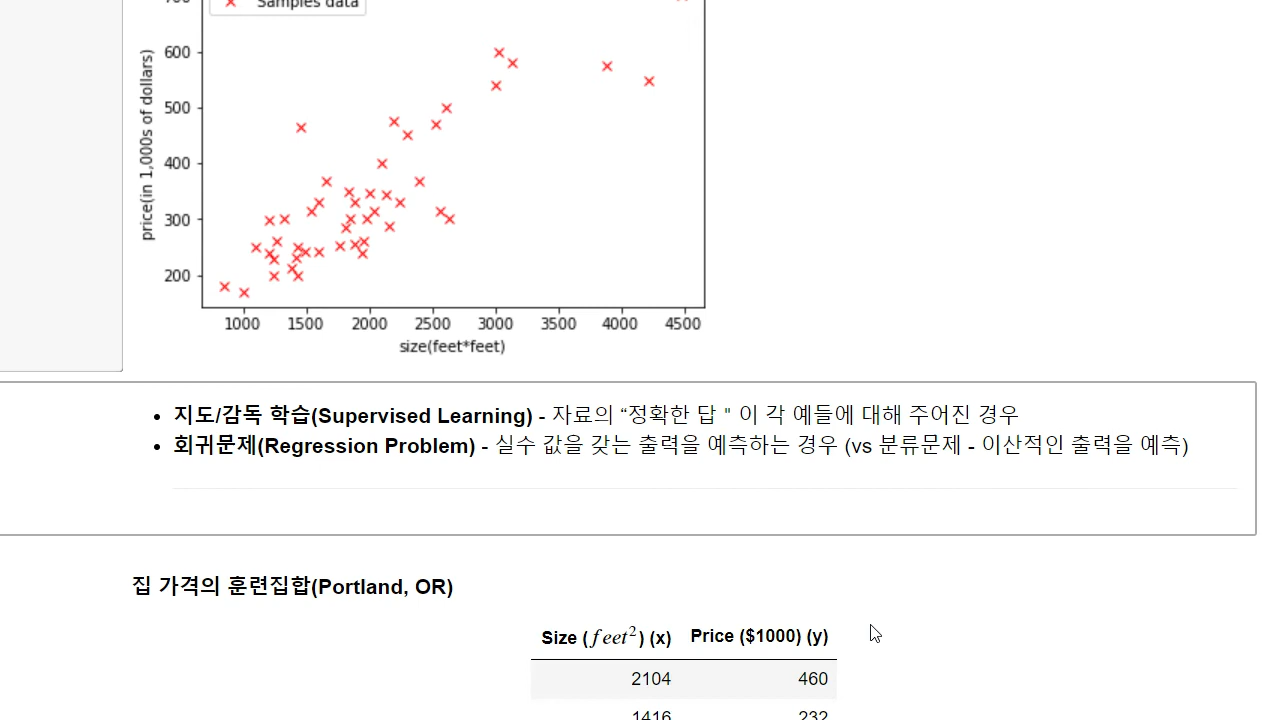 700
Samples data
600
500
400
300
200
price(in 1,000s of dollars)
1000 1500 2000 2500 3000 3500 4000 4500
size(feet*feet)
• 지도/감독 학습(Supervised Learning) - 자료의 “정확한 답 " 이 각 예들에 대해 주어진 경우
• 회귀문제(Regression Problem) - 실수 값을 갖는 출력을 예측하는 경우 (vs 분류문제 - 이산적인 출력을 예측)
집 가격의 훈련집합(Portland, OR)
Size (feet²) (x) Price ($1000) (y)
2104 460
1416 232